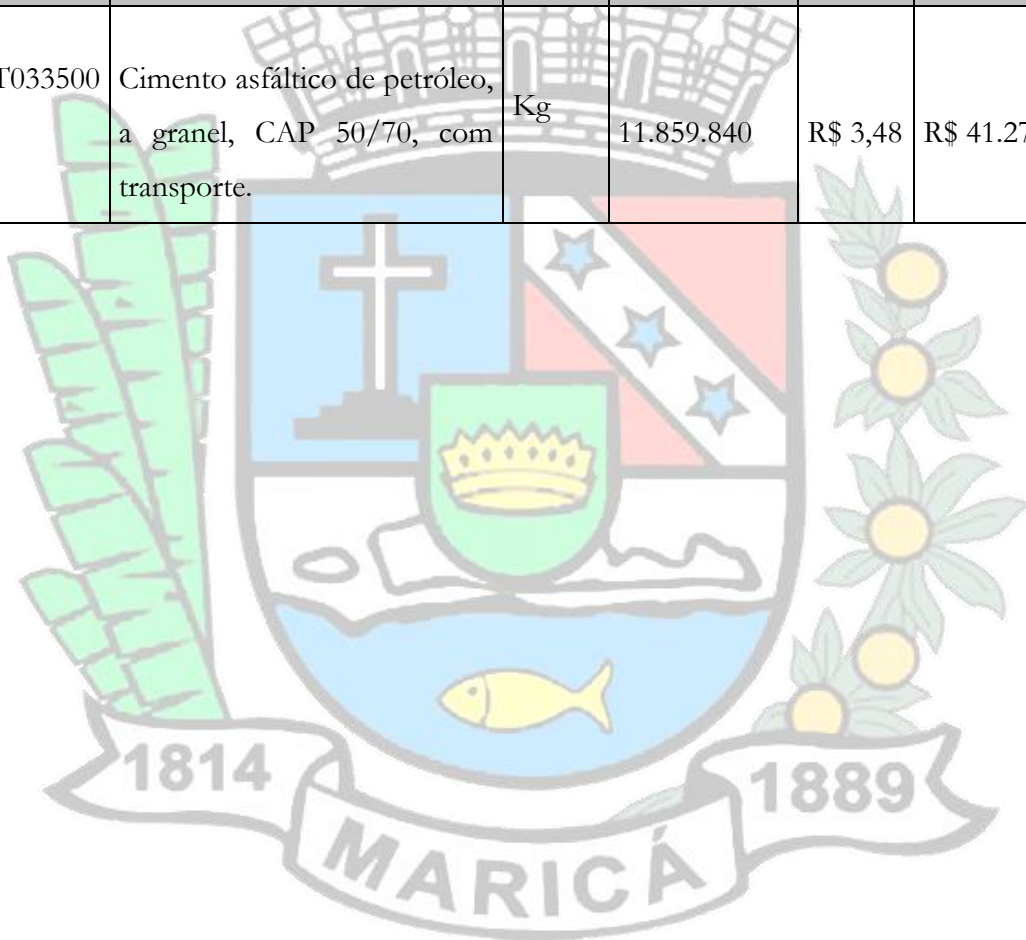 T033500 Cimento asfáltico de petróleo,
a granel, CAP 50/70, com
transporte.
Kg
11.859.840 R$ 3,48 R$ 41.27
1814
1889
MARICÁ